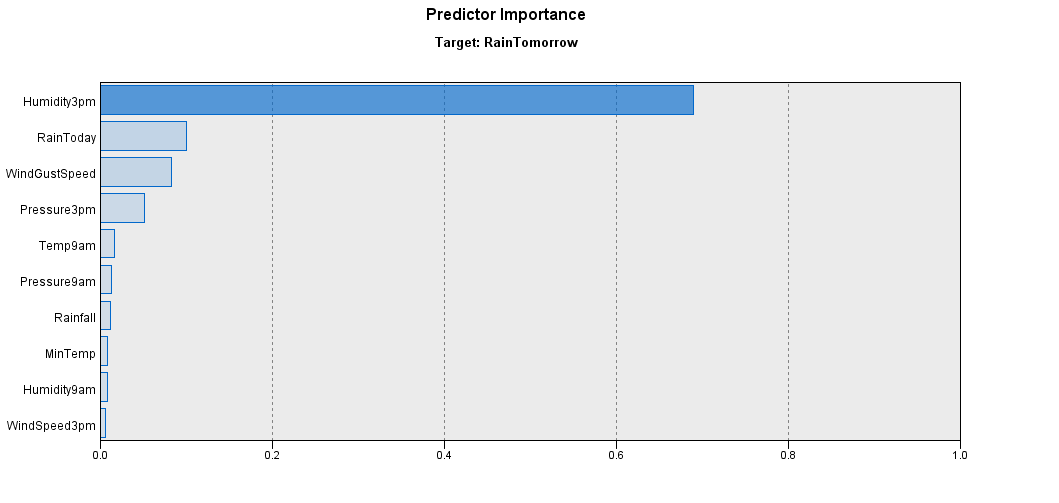 Predictor Importance
Target: RainTomorrow
Humidity3pm
RainToday
WindGustSpeed
Pressure3pm
Temp9am
Pressure9am
Rainfall
MinTemp
Humidity9am
WindSpeed3pm
0.0 0.2 0.4 0.6 0.8 1.0